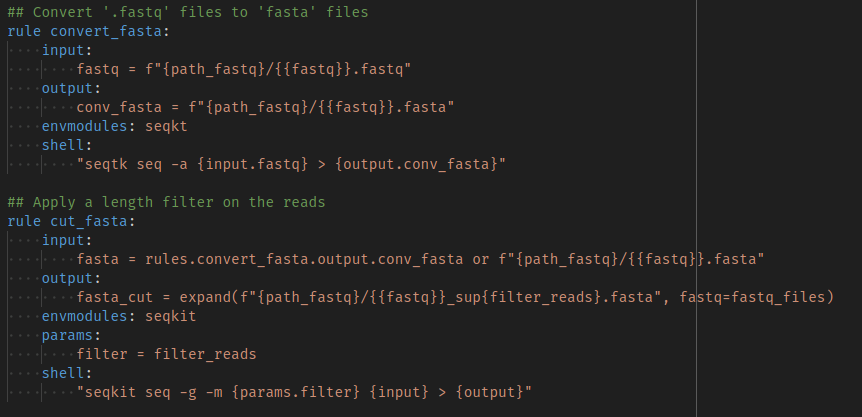 ## Convert '.fastq' files to 'fasta' files
rule convert_fasta:
    input:
        fastq = f"{path_fastq}/{{fastq}}.fastq"
    output:
        conv_fasta = f"{path_fastq}/{{fastq}}.fasta"
    envmodules: seqkt
    shell:
        "seqtk seq -a {input.fastq} > {output.conv_fasta}"

## Apply a length filter on the reads
rule cut_fasta:
    input:
        fasta = rules.convert_fasta.output.conv_fasta or f"{path_fastq}/{{fastq}}.fasta"
    output:
        fasta_cut = expand(f"{path_fastq}/{{fastq}}_sup{filter_reads}.fasta", fastq=fastq_files)
    envmodules: seqkit
    params:
        filter = filter_reads
    shell:
        "seqkit seq -g -m {params.filter} {input} > {output}"